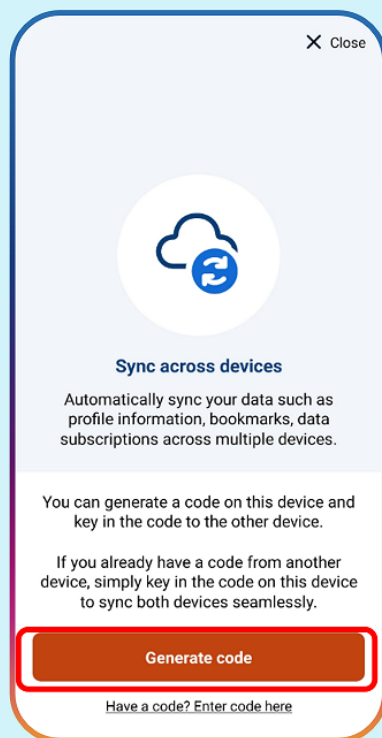 Close
Sync across devices
Automatically sync your data such as
profile information, bookmarks, data
subscriptions across multiple devices.
You can generate a code on this device and
key in the code to the other device.
If you already have a code from another
device, simply key in the code on this device
to sync both devices seamlessly.
Generate code
Have a code? Enter code here